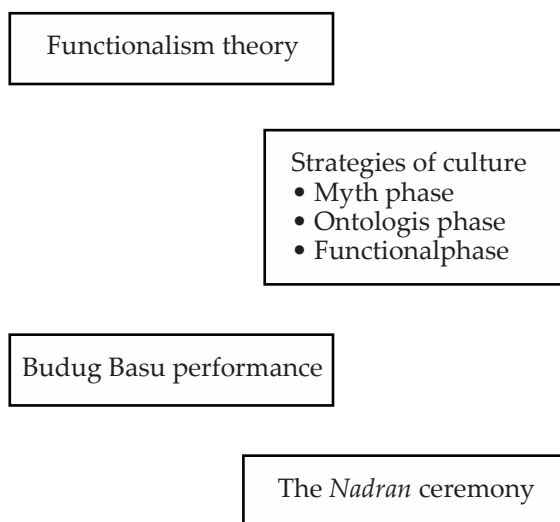 Functionalism theory
Strategies of culture
• Myth phase
• Ontologis phase
• Functionalphase
Budug Basu performance
The Nadran ceremony